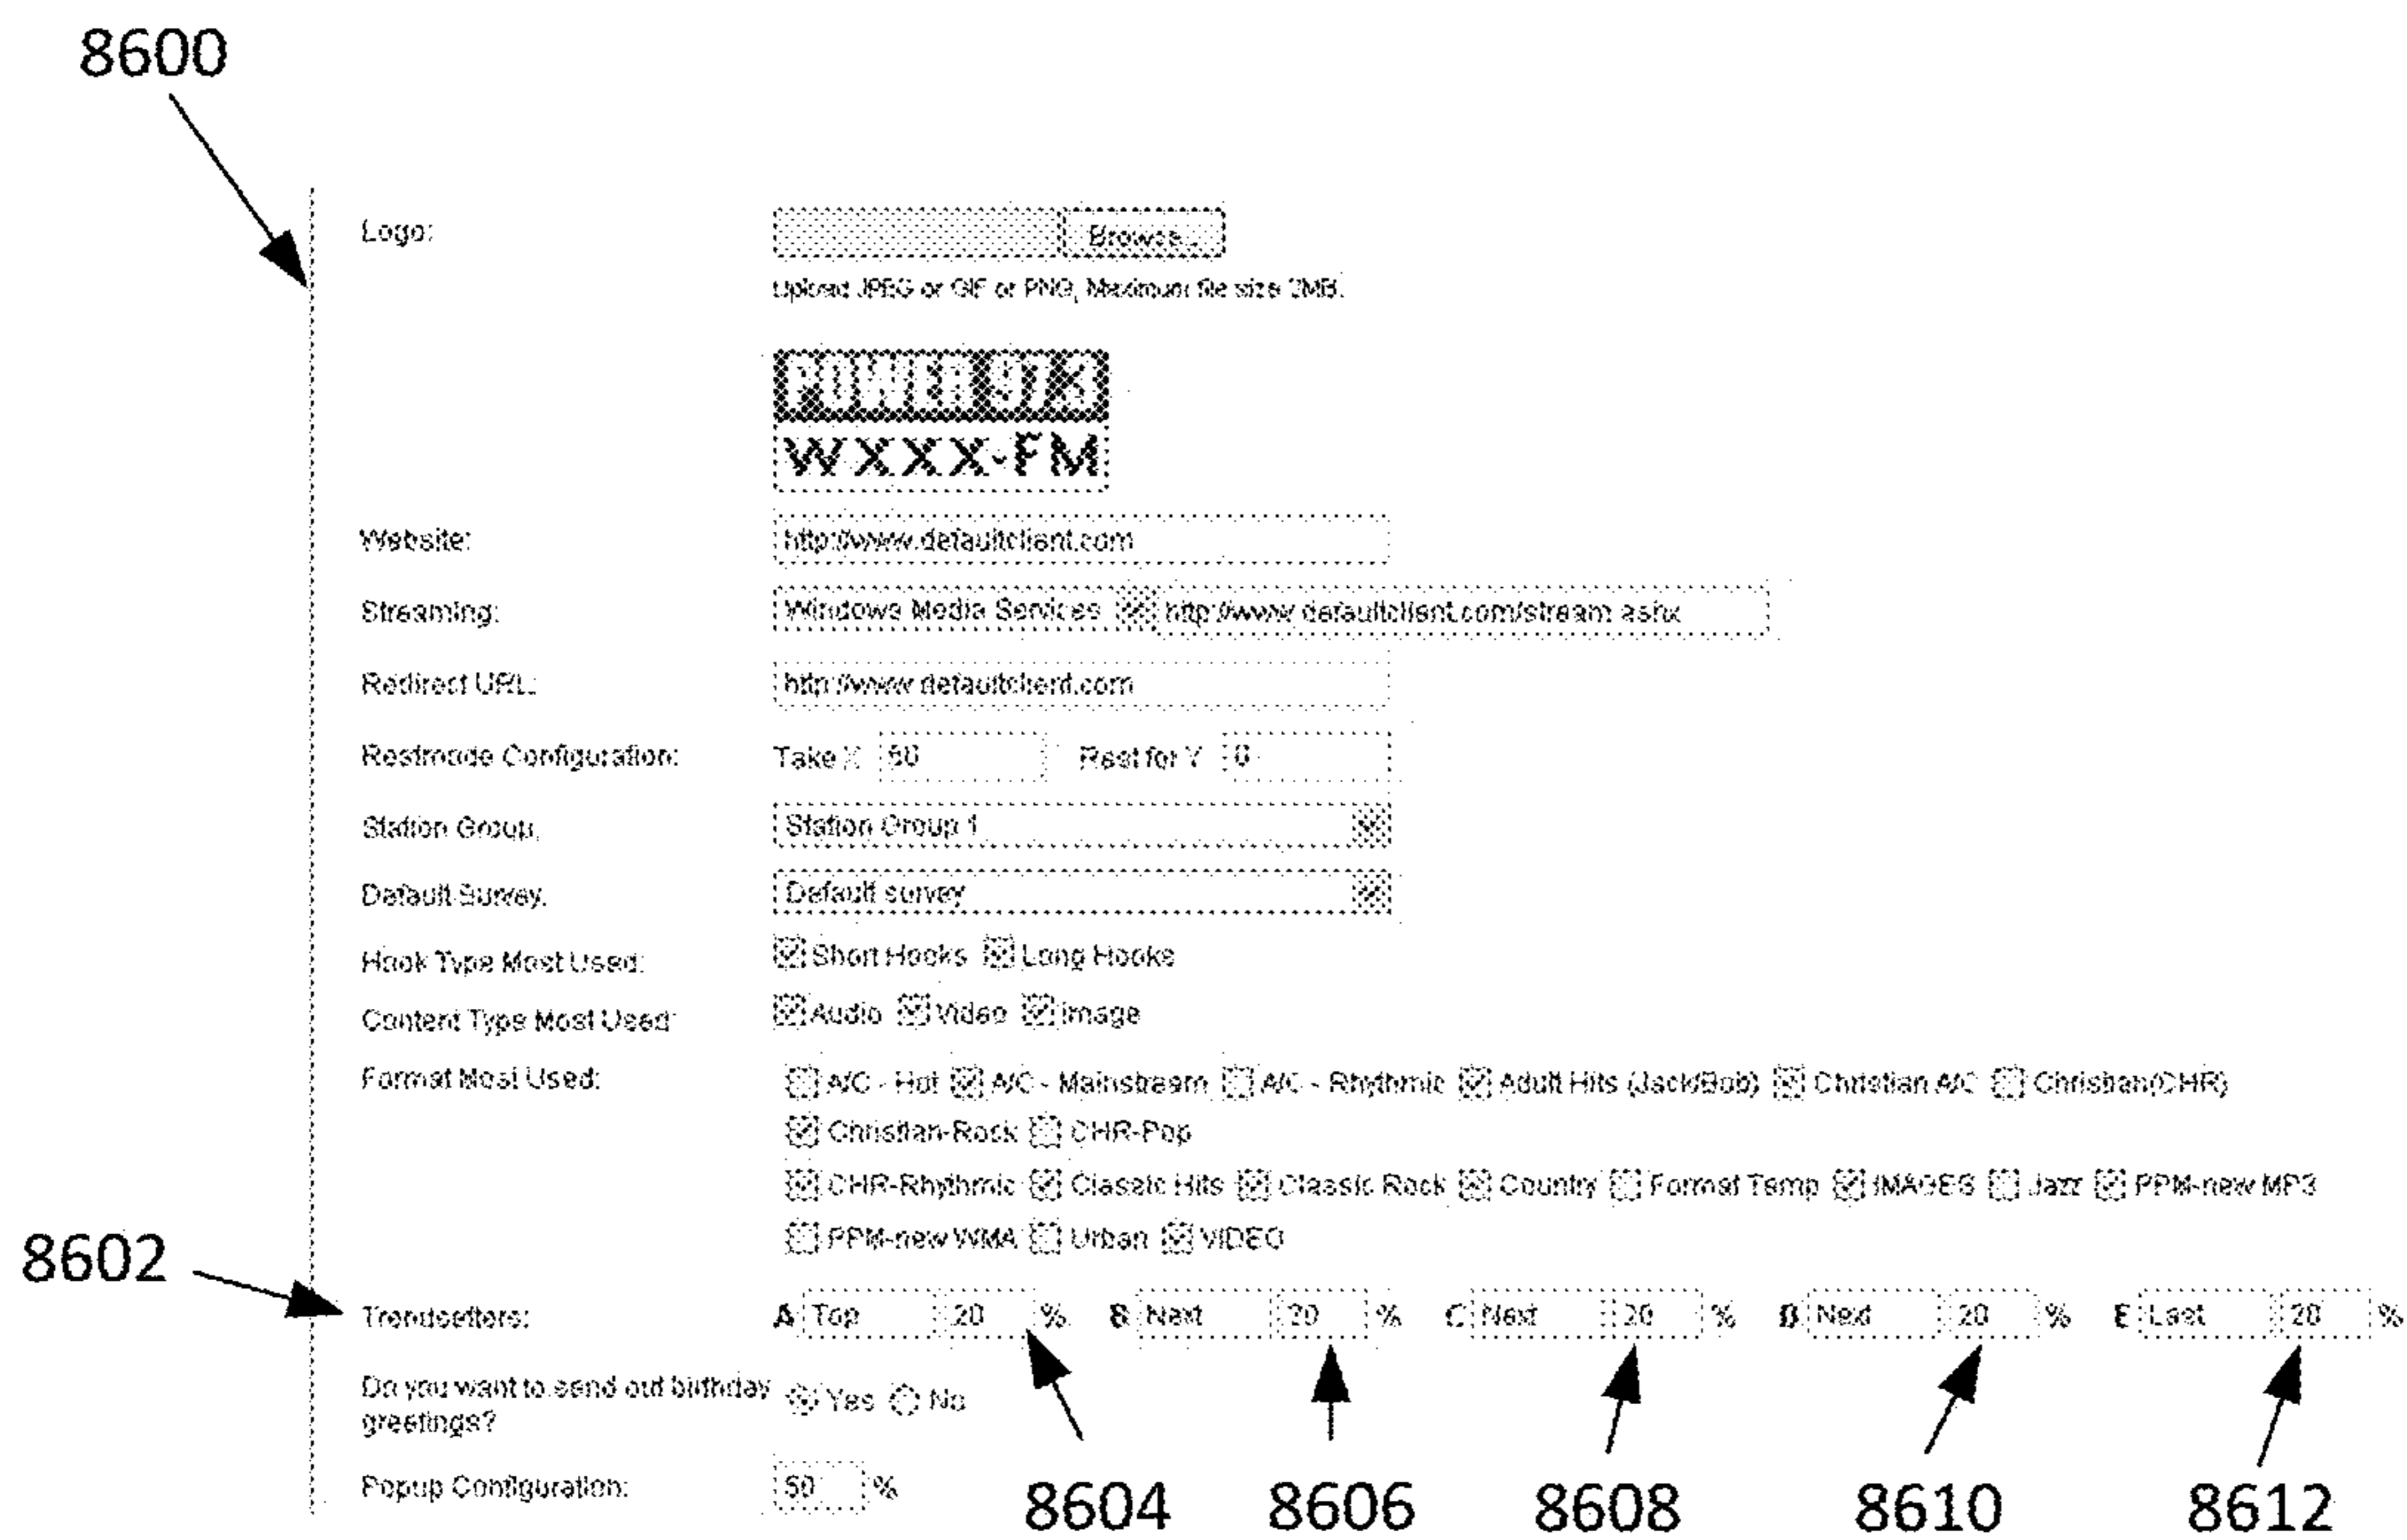 8600
Logo: Browse...
Upload JPEG or GIF or PNG, Maximum file size 2MB.
POWER 97.3
WXXX-FM
Website: http://www.defaultclient.com
Streaming: Windows Media Services http://www.defaultclient.com/stream.ashx
Redirect URL: http://www.defaultclient.com
Restmode Configuration: Take X 50 Rest for Y 0
Station Group: Station Group 1
Default Survey: Default survey
Hook Type Most Used: Short Hooks Long Hooks
Content Type Most Used: Audio Video Image
Format Most Used: A/C - Hot A/C - Mainstream A/C - Rhythmic Adult Hits (Jack/Bob) Christian A/C Christian(CHR)
Christian-Rock CHR-Pop
CHR-Rhythmic Classic Hits Classic Rock Country Format Temp IMAGES Jazz PPM-new MP3
PPM-new WMA Urban VIDEO
8602
Trendsetters: A Top 20 % B Next 20 % C Next 20 % D Next 20 % E Last 20 %
Do you want to send out birthday greetings? Yes No
Popup Configuration: 50 %
8604 8606 8608 8610 8612